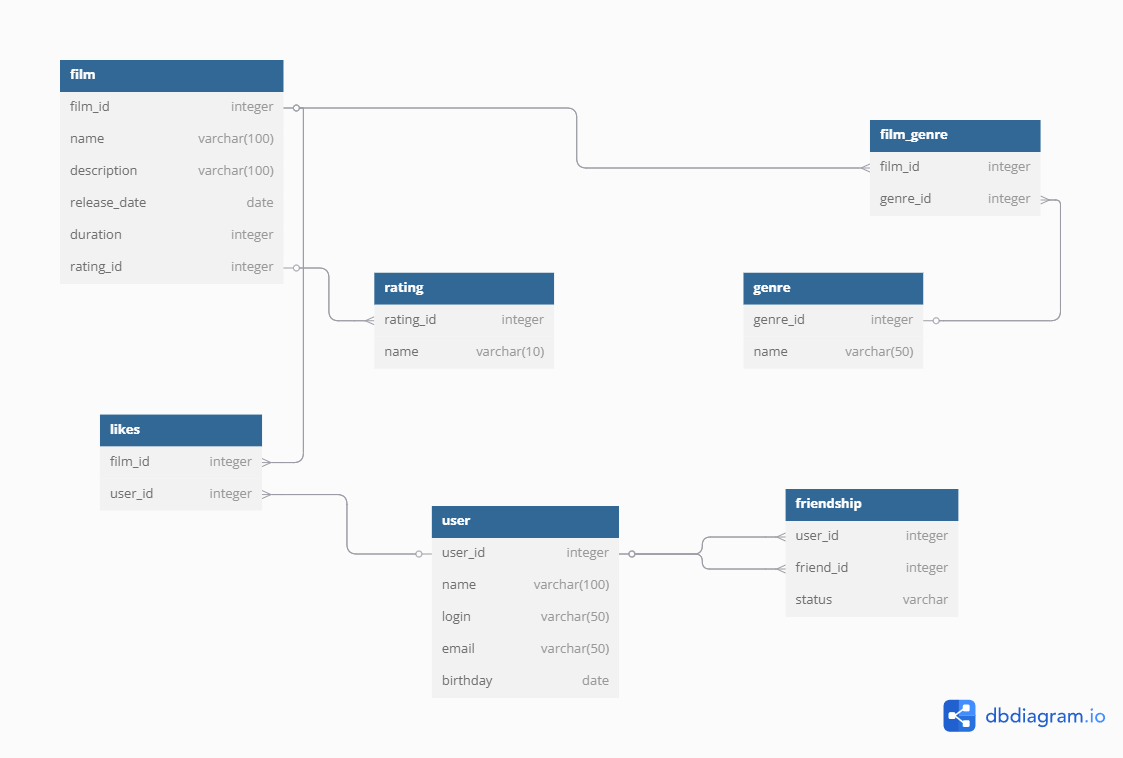 film
film_id integer
name varchar(100)
description varchar(100)
release_date date
duration integer
rating_id integer
film_genre
film_id integer
genre_id integer
rating
rating_id integer
name varchar(10)
genre
genre_id integer
name varchar(50)
likes
film_id integer
user_id integer
user
user_id integer
name varchar(100)
login varchar(50)
email varchar(50)
birthday date
friendship
user_id integer
friend_id integer
status varchar
dbdiagram.io